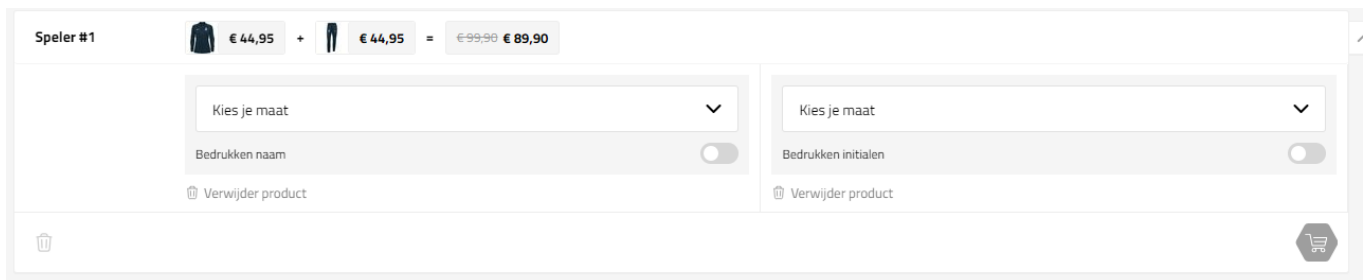 Speler #1 € 44,95 + € 44,95 = € 99,90 € 89,90
Kies je maat Kies je maat
Bedrukken naam Bedrukken initialen
Verwijder product Verwijder product